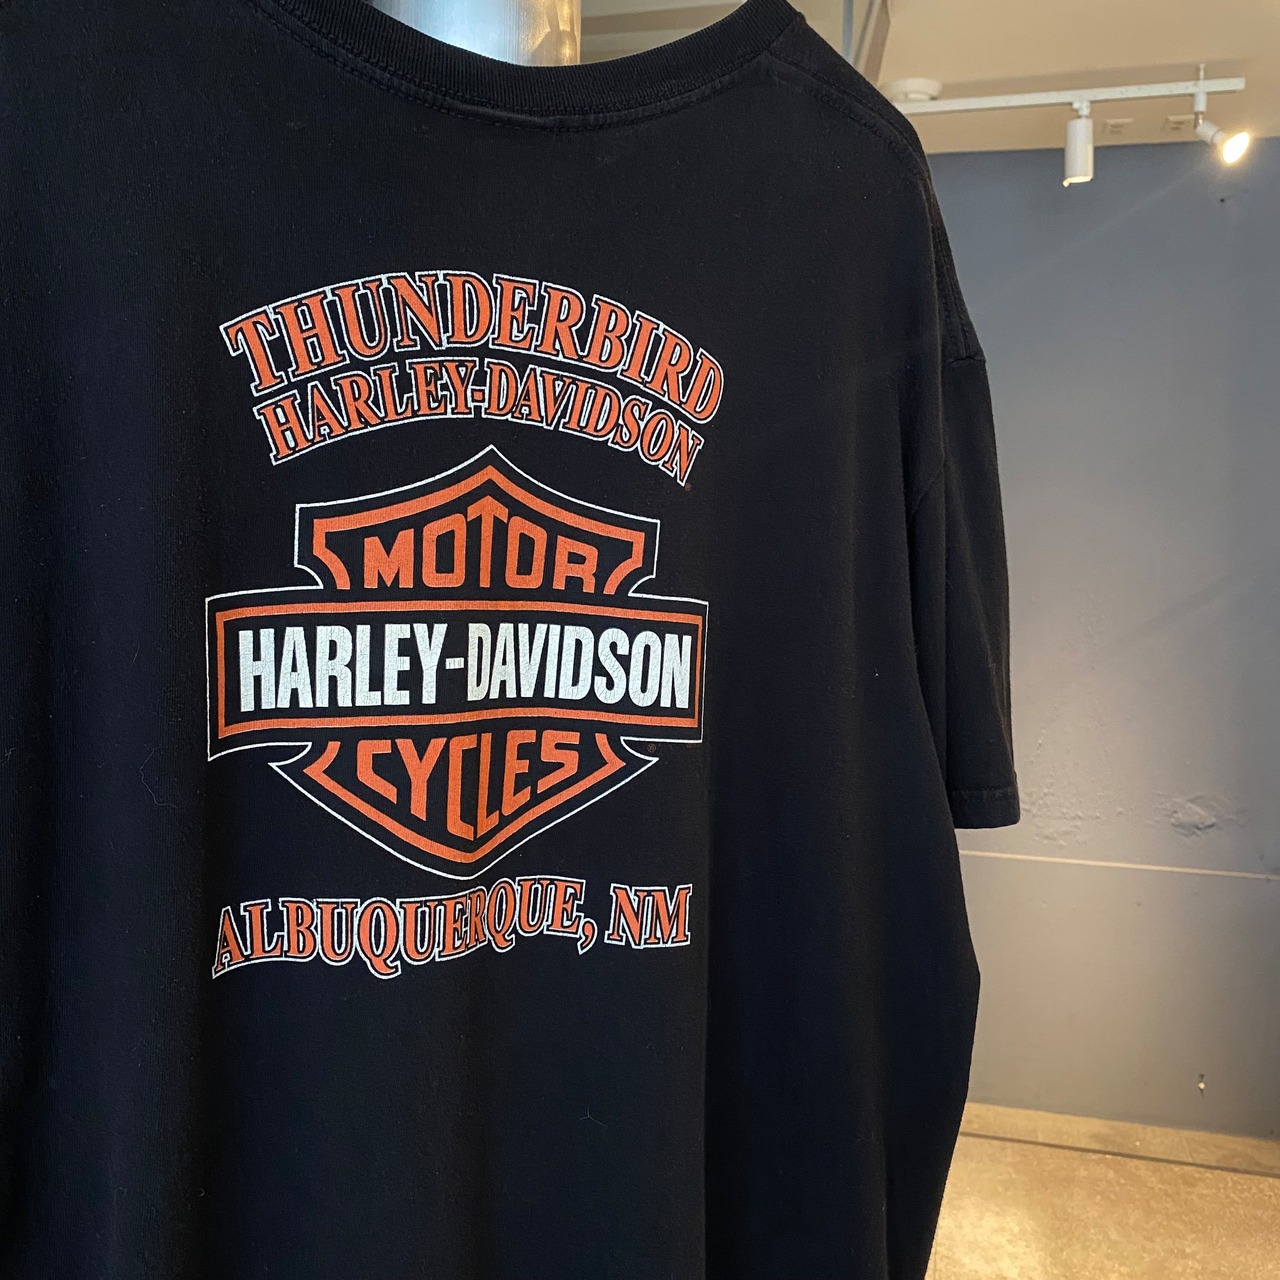 THUNDERBIRD
HARLEY-DAVIDSON
MOTOR
HARLEY-DAVIDSON
CYCLES
®
ALBUQUERQUE, NM